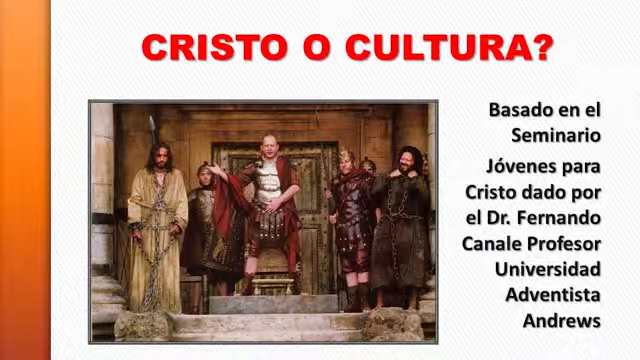 CRISTO O CULTURA?
Basado en el
Seminario
Jóvenes para
Cristo dado por
el Dr. Fernando
Canale Profesor
Universidad
Adventista
Andrews